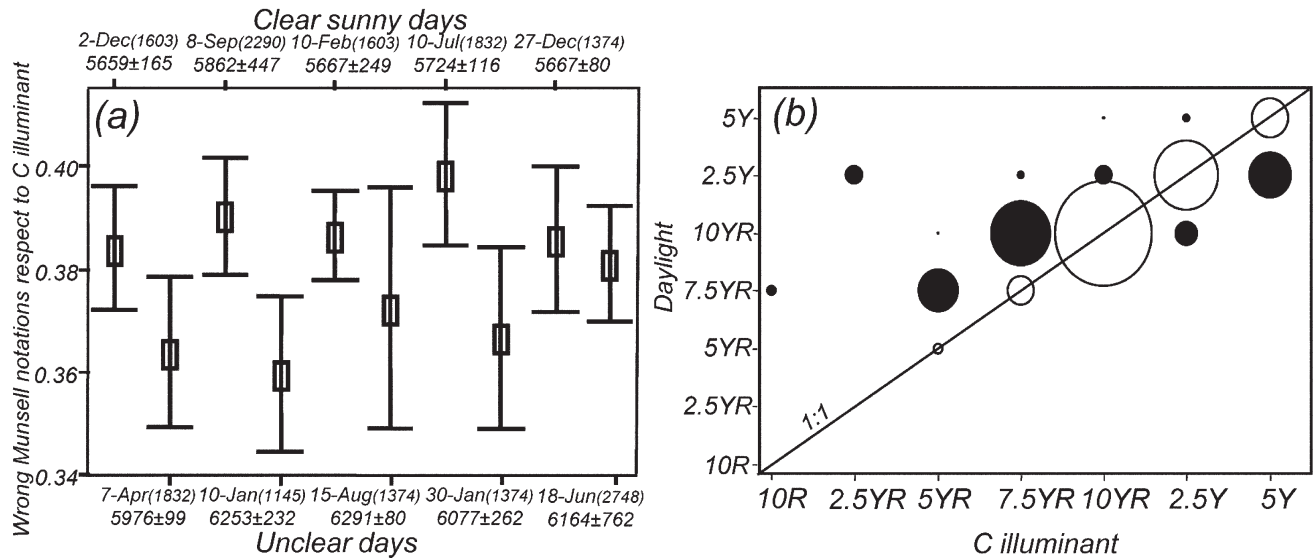 Clear sunny days
2-Dec(1603) 8-Sep(2290) 10-Feb(1603) 10-Jul(1832) 27-Dec(1374)
5659±165 5862±447 5667±249 5724±116 5667±80
(a)
Wrong Munsell notations respect to C illuminant
0.40
0.38
0.36
0.34
7-Apr(1832) 10-Jan(1145) 15-Aug(1374) 30-Jan(1374) 18-Jun(2748)
5976±99 6253±232 6291±80 6077±262 6164±762
Unclear days
(b)
Daylight
5Y
2.5Y
10YR
7.5YR
5YR
2.5YR
10R
1:1
10R 2.5YR 5YR 7.5YR 10YR 2.5Y 5Y
C illuminant